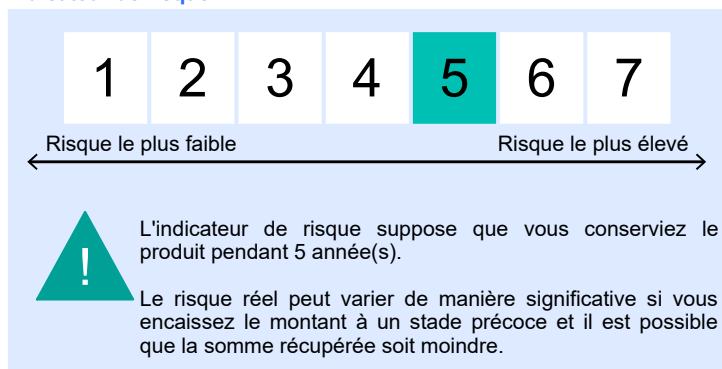 1 2 3 4 5 6 7
Risque le plus faible Risque le plus élevé
!
L'indicateur de risque suppose que vous conserviez le
produit pendant 5 année(s).
Le risque réel peut varier de manière significative si vous
encaissez le montant à un stade précoce et il est possible
que la somme récupérée soit moindre.